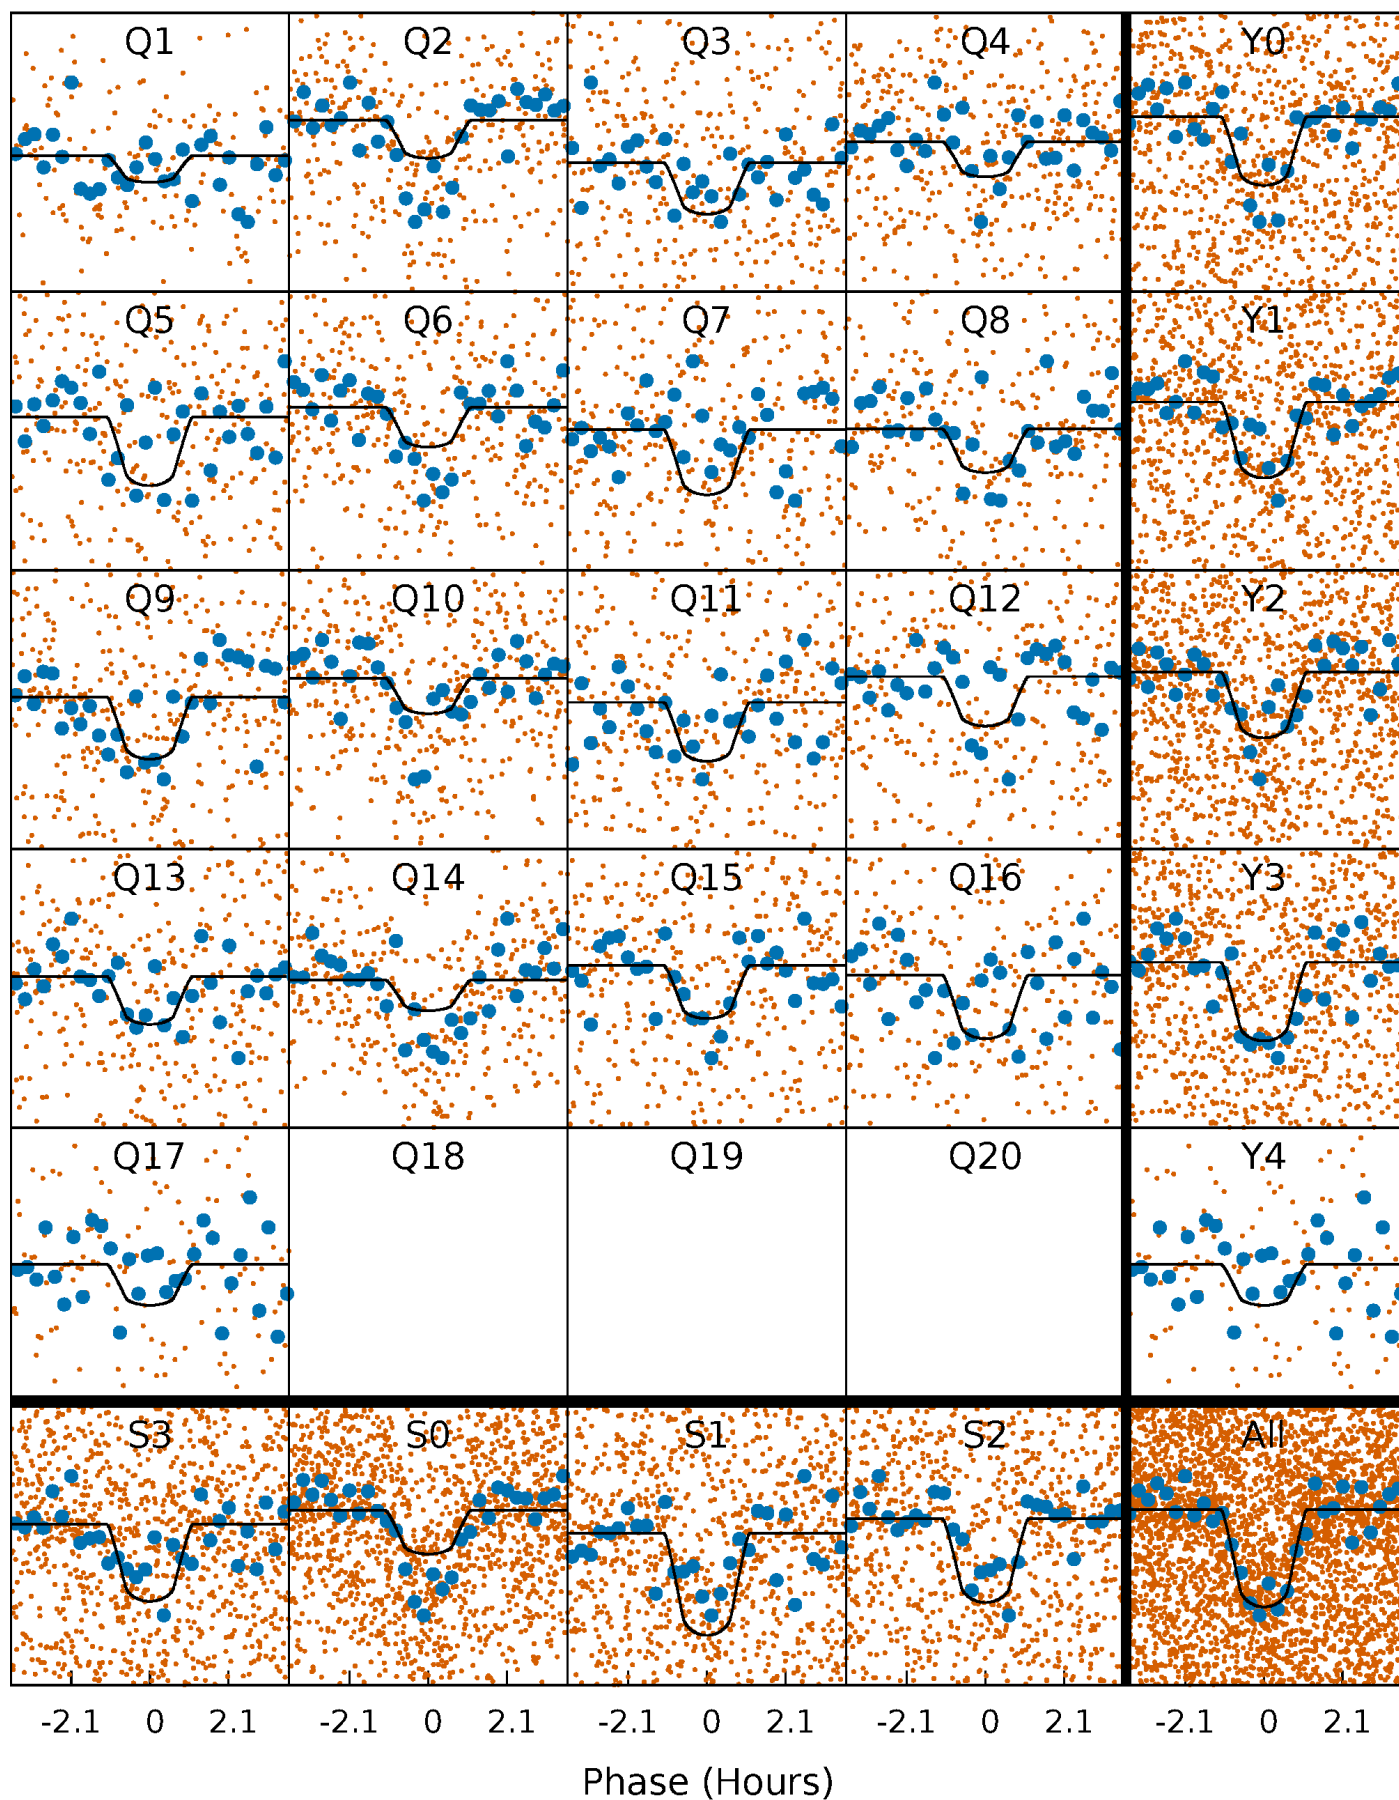 Q1 Q2 Q3 Q4 Y0
Q5 Q6 Q7 Q8 Y1
Q9 Q10 Q11 Q12 Y2
Q13 Q14 Q15 Q16 Y3
Q17 Q18 Q19 Q20 Y4
S3 S0 S1 S2 All
-2.1 0 2.1 -2.1 0 2.1 -2.1 0 2.1 -2.1 0 2.1 -2.1 0 2.1
Phase (Hours)